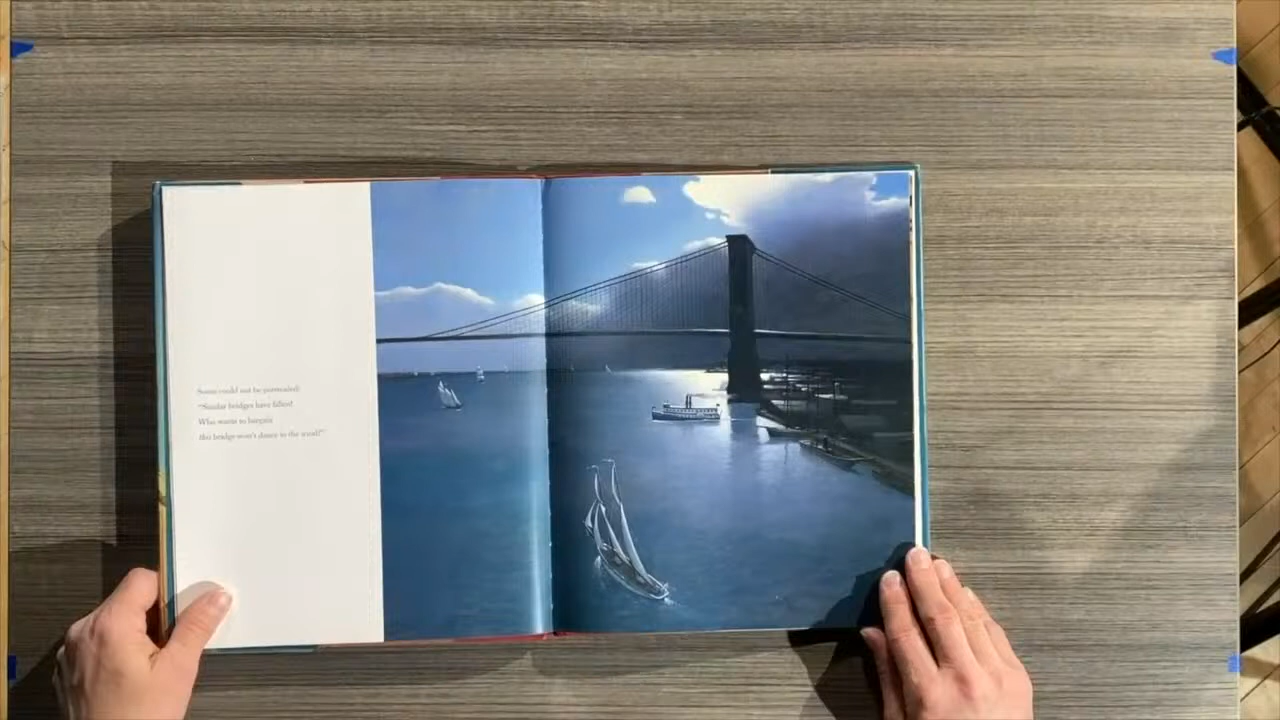 Some could not be persuaded:
"Similar bridges have fallen!
Who wants to bargain
this bridge won't dance in the wind?"